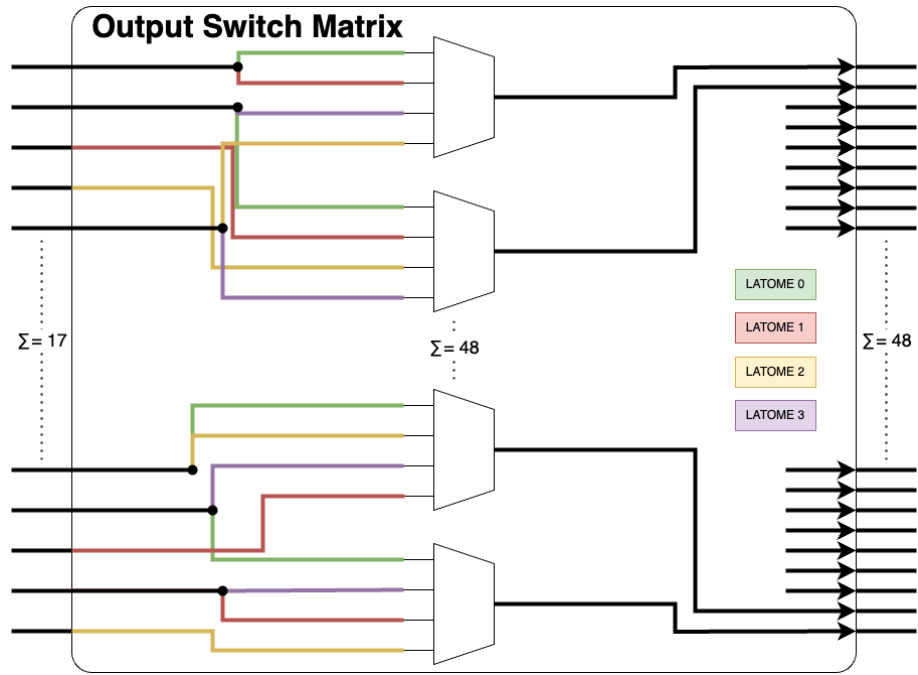 Output Switch Matrix
LATOME 0
LATOME 1
∑= 17
∑= 48
∑= 48
LATOME 2
LATOME 3